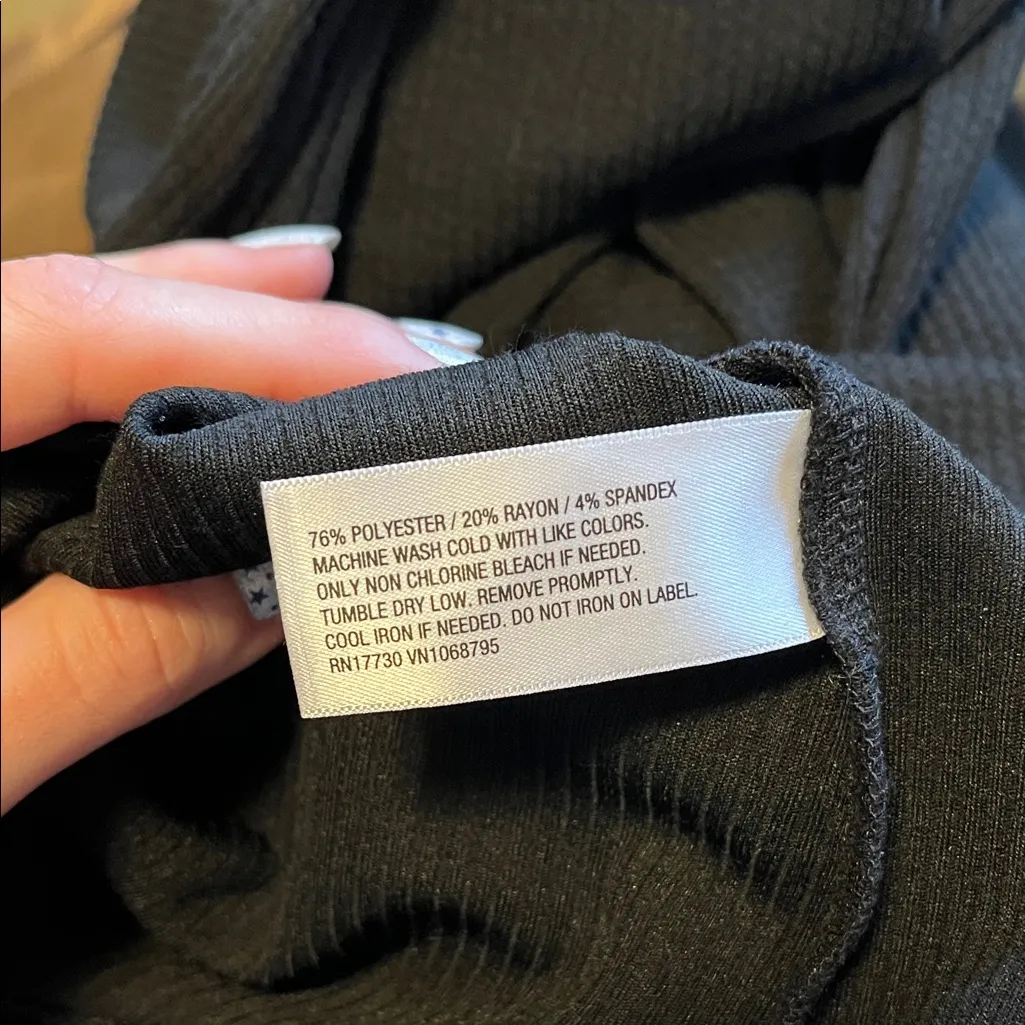 76% POLYESTER / 20% RAYON / 4% SPANDEX
MACHINE WASH COLD WITH LIKE COLORS.
ONLY NON CHLORINE BLEACH IF NEEDED.
TUMBLE DRY LOW. REMOVE PROMPTLY.
COOL IRON IF NEEDED. DO NOT IRON ON LABEL.
RN17730 VN1068795